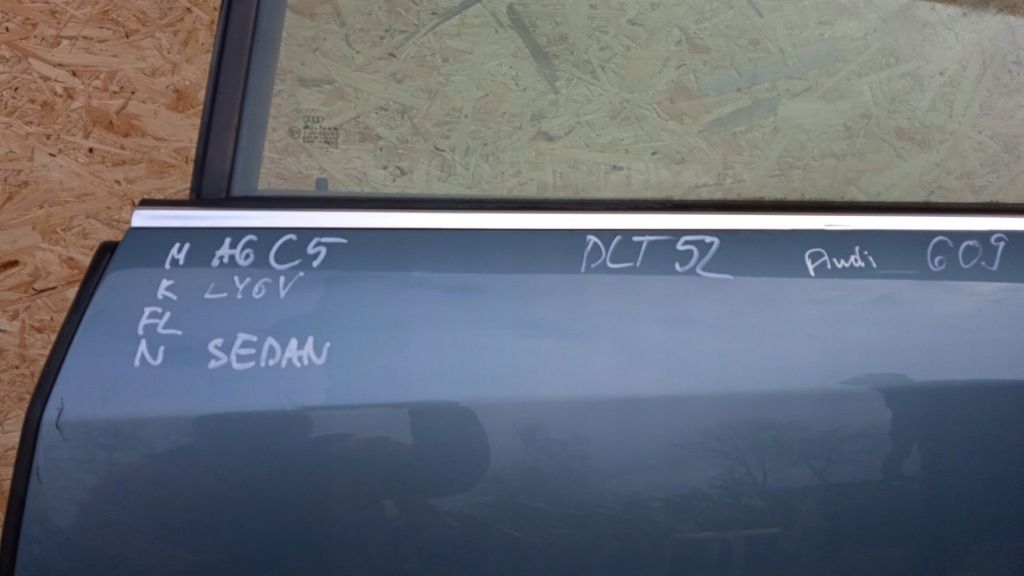 M A6 C5 DLT 52 Audi 609
K LY6V
FL
N SEDAN